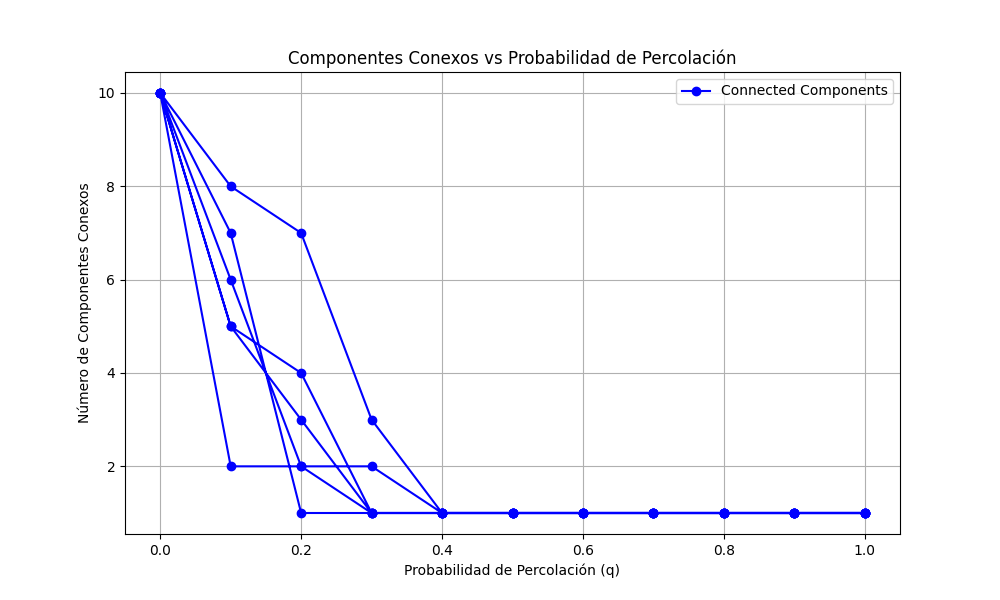 Componentes Conexos vs Probabilidad de Percolación
Connected Components
Número de Componentes Conexos
10
8
6
4
2
0.0 0.2 0.4 0.6 0.8 1.0
Probabilidad de Percolación (q)